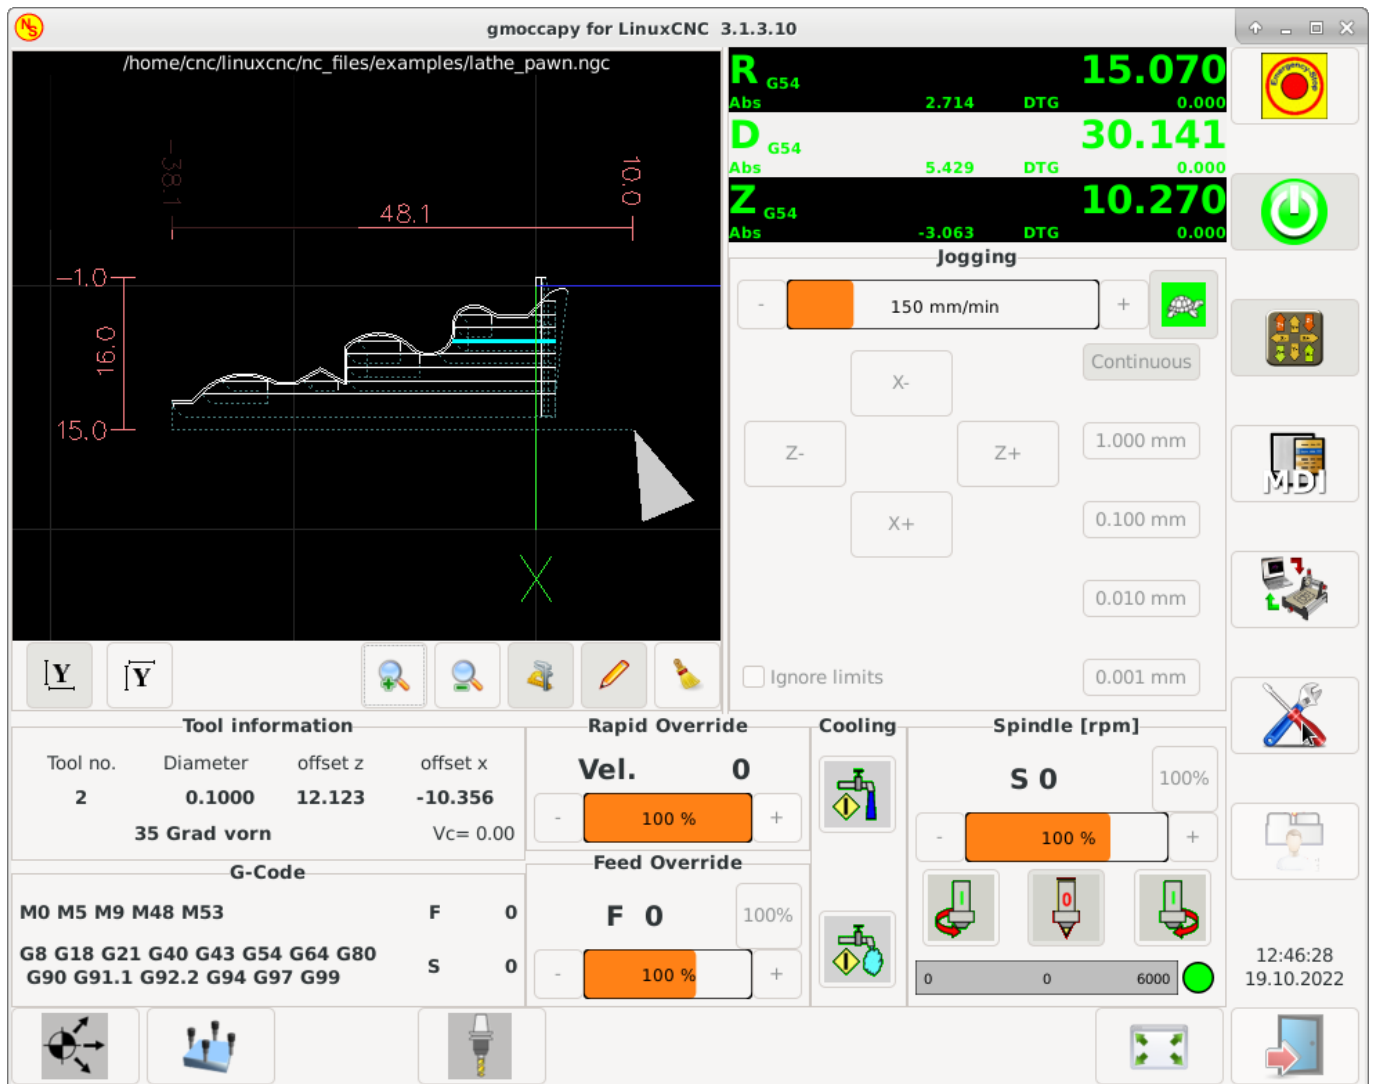 NS gmoccapy for LinuxCNC 3.1.3.10
/home/cnc/linuxcnc/nc_files/examples/lathe_pawn.ngc
-38.1
10.0
48.1
-1.0
16.0
15.0
X
R G54 15.070
Abs 2.714 DTG 0.000
D G54 30.141
Abs 5.429 DTG 0.000
Z G54 10.270
Abs -3.063 DTG 0.000
Emergency-Stop
Jogging
- 150 mm/min +
Continuous
X-
1.000 mm
Z- Z+
X+
0.100 mm
0.010 mm
Ignore limits 0.001 mm
MDI
Y Y
Tool information
Tool no. Diameter offset z offset x
2 0.1000 12.123 -10.356
35 Grad vorn Vc= 0.00
G-Code
M0 M5 M9 M48 M53 F 0
G8 G18 G21 G40 G43 G54 G64 G80
G90 G91.1 G92.2 G94 G97 G99
S 0
Rapid Override
Vel. 0
- 100 % +
Feed Override
F 0 100%
- 100 % +
Cooling
Spindle [rpm]
S 0 100%
- 100 % +
I 0 I
0 0 6000
12:46:28
19.10.2022